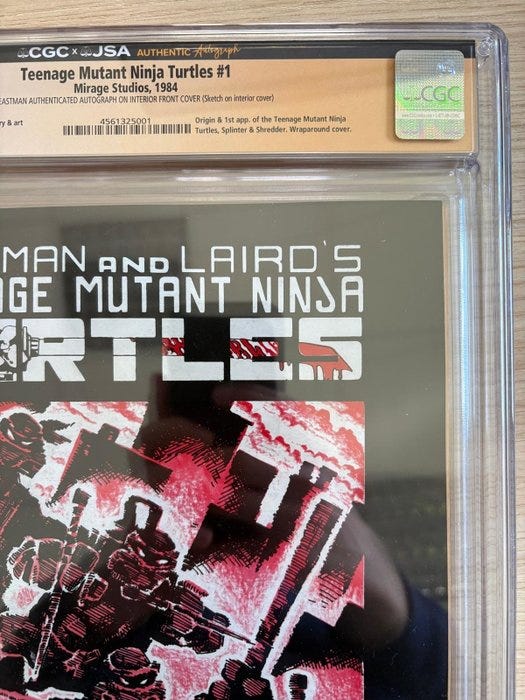 CGC x JSA AUTHENTIC Autograph
Teenage Mutant Ninja Turtles #1
Mirage Studios, 1984
EASTMAN AUTHENTICATED AUTOGRAPH ON INTERIOR FRONT COVER (Sketch on interior cover)
ry & art
4561325001
Origin & 1st app. of the Teenage Mutant Ninja
Turtles, Splinter & Shredder. Wraparound cover.
CGC
MAN AND LAIRD'S
AGE MUTANT NINJA
RTLES